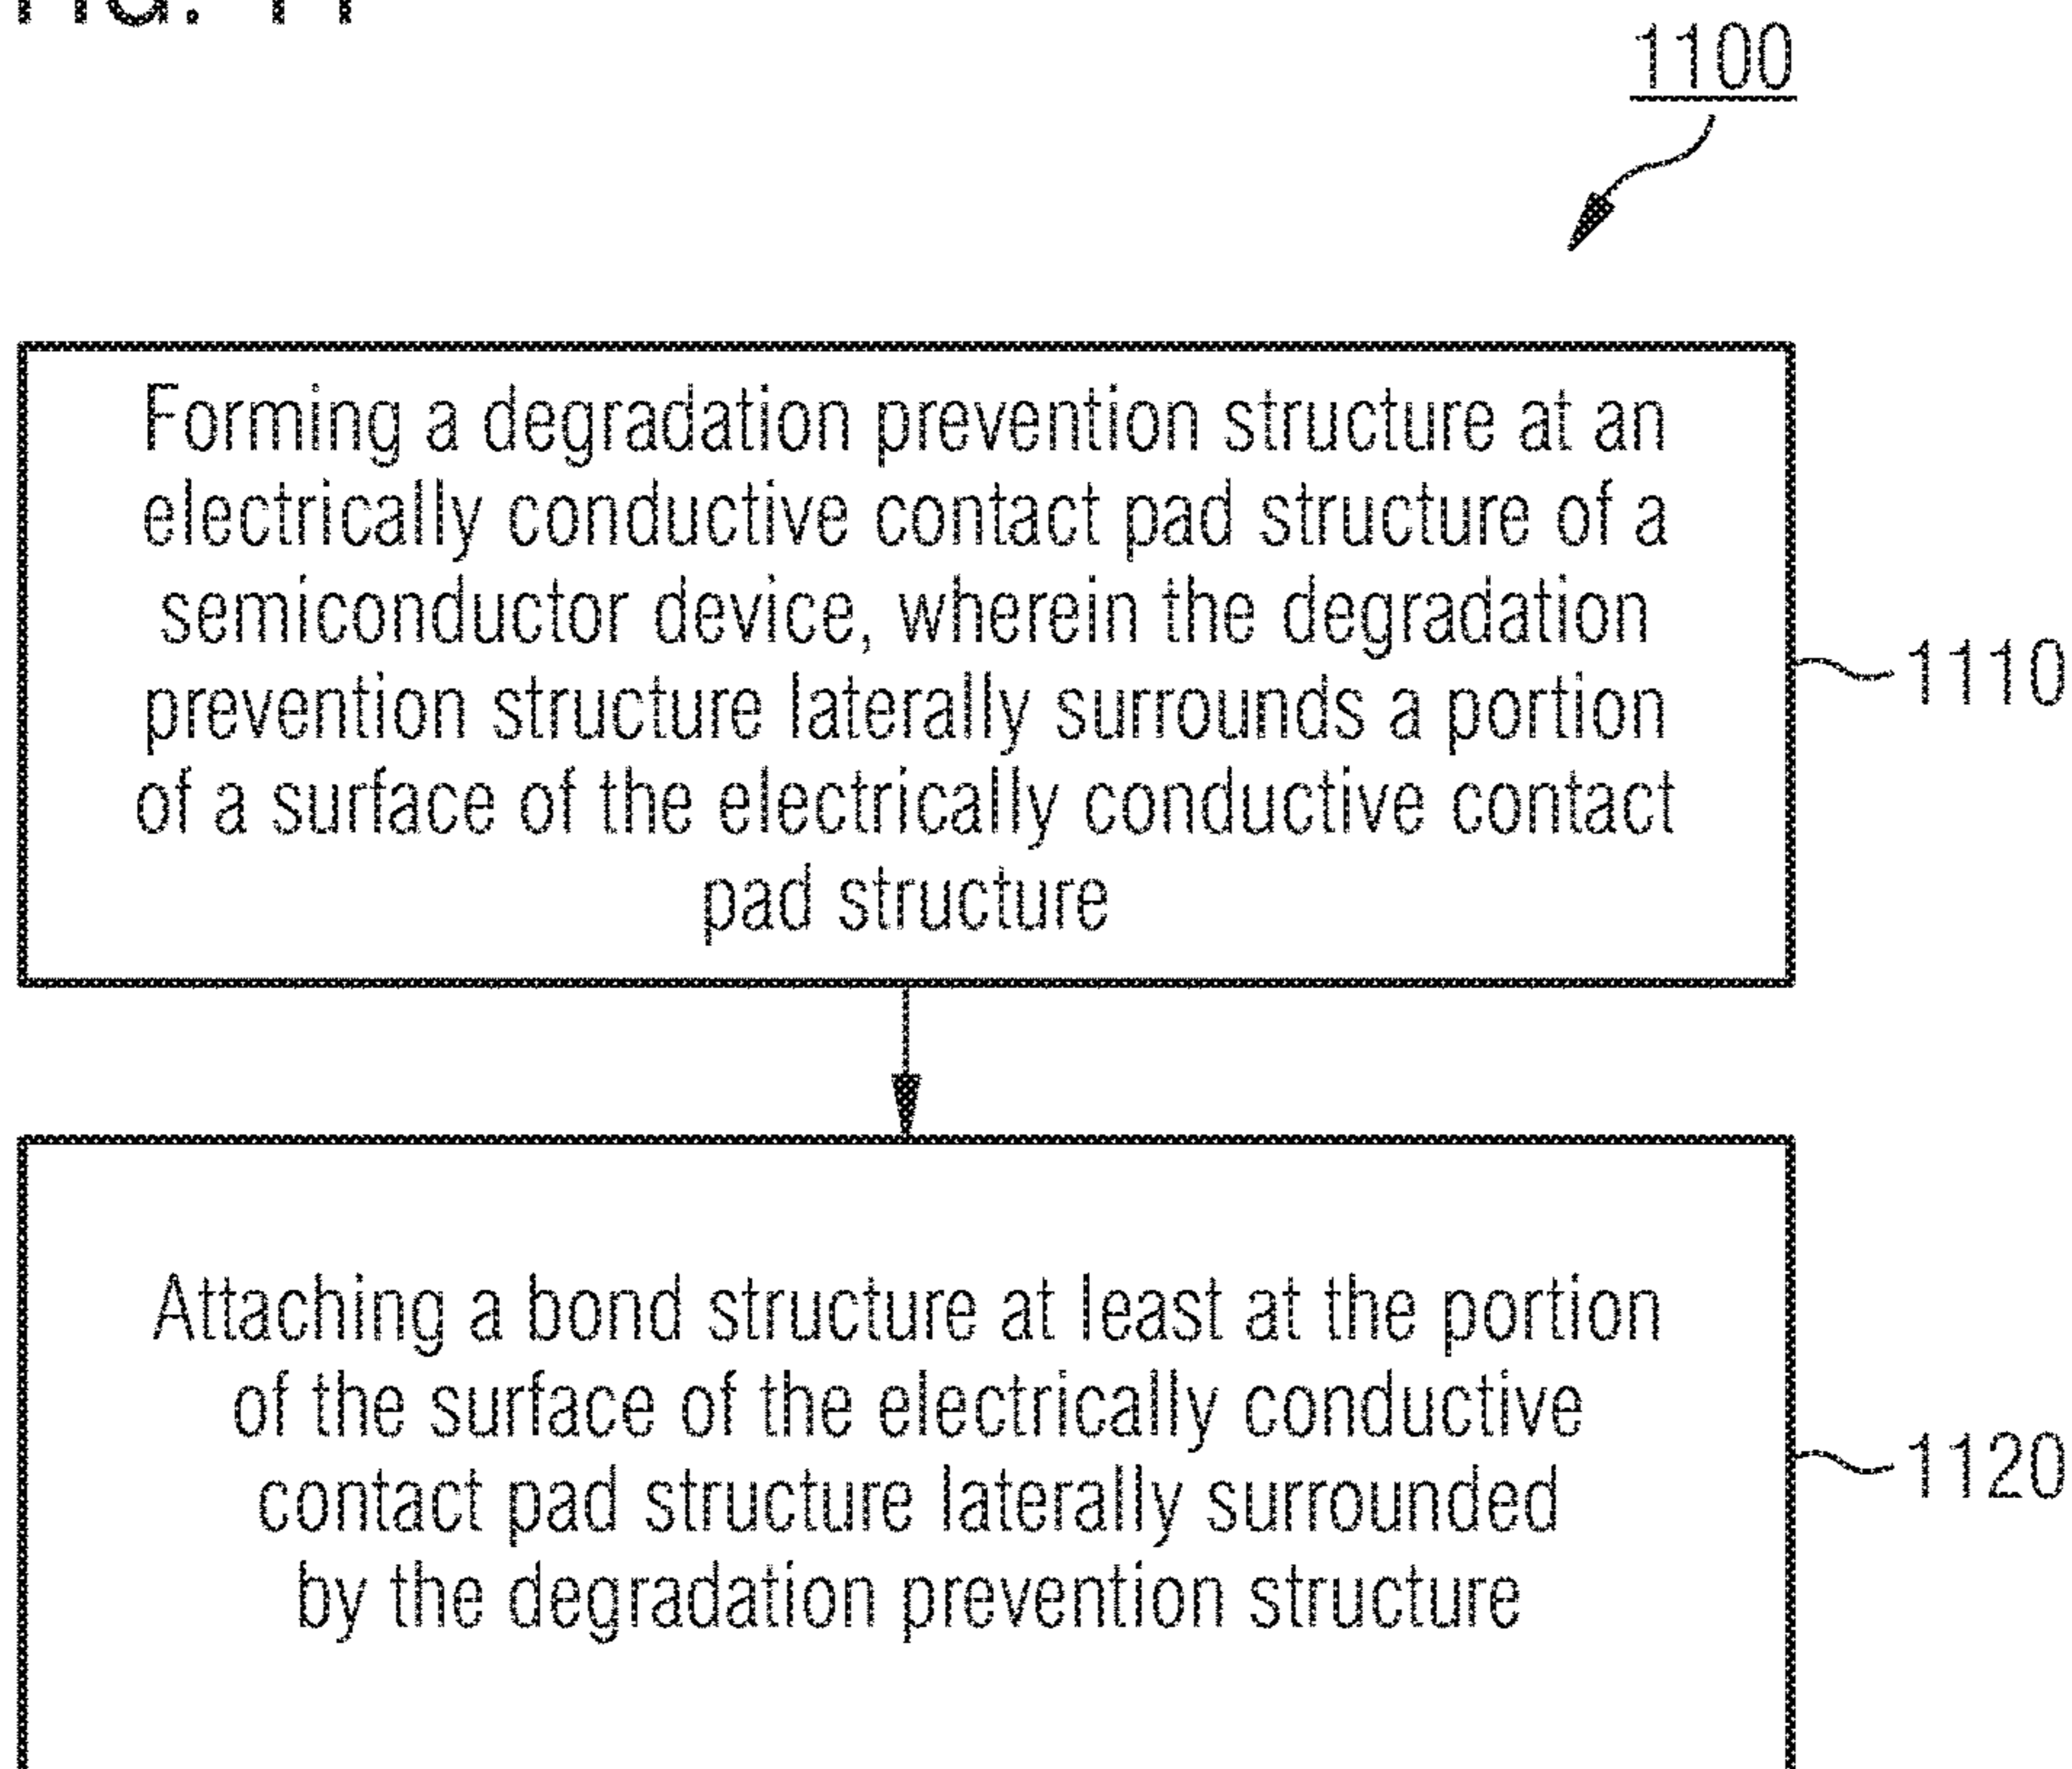 FIG. 11
1100
Forming a degradation prevention structure at an
electrically conductive contact pad structure of a
semiconductor device, wherein the degradation
prevention structure laterally surrounds a portion
of a surface of the electrically conductive contact
pad structure
1110
Attaching a bond structure at least at the portion
of the surface of the electrically conductive
contact pad structure laterally surrounded
by the degradation prevention structure
1120